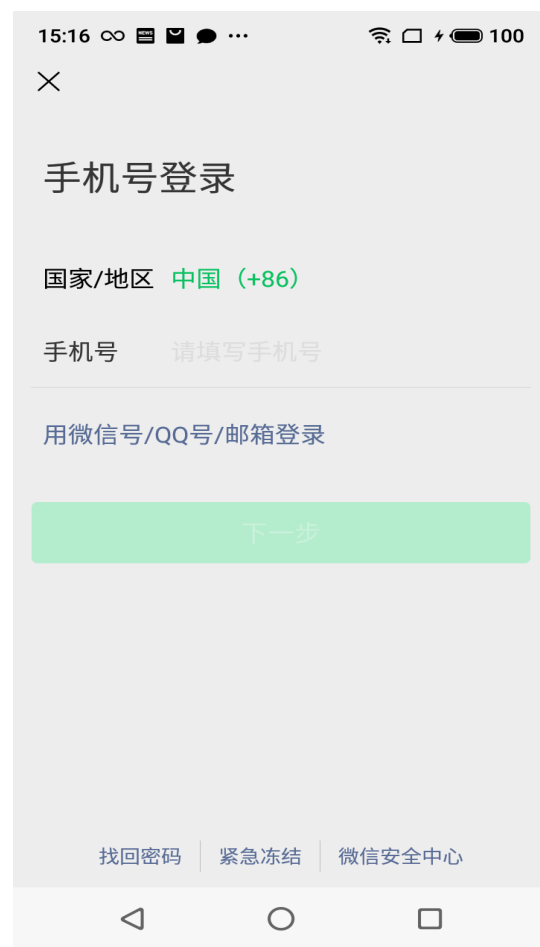 15:16 100
手机号登录
国家/地区 中国（+86）
手机号 请填写手机号
用微信号/QQ号/邮箱登录
下一步
找回密码 紧急冻结 微信安全中心